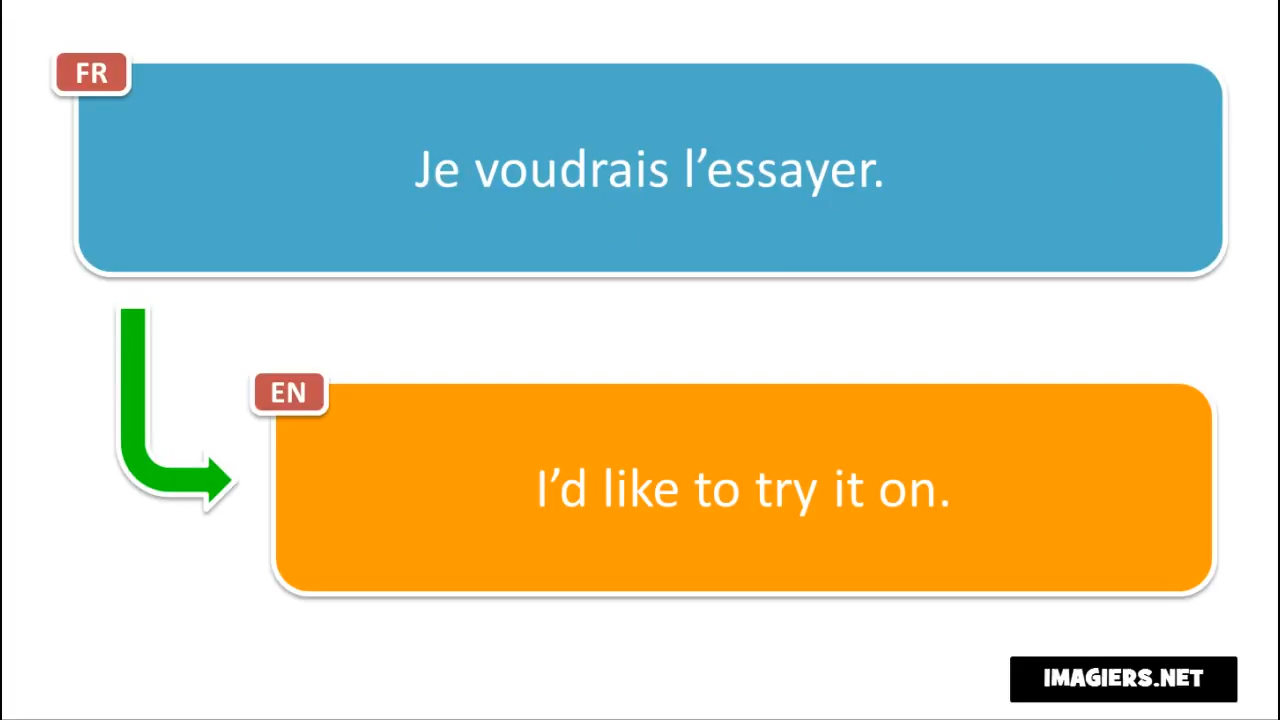 FR
Je voudrais l’essayer.
EN
I’d like to try it on.
IMAGIERS.NET